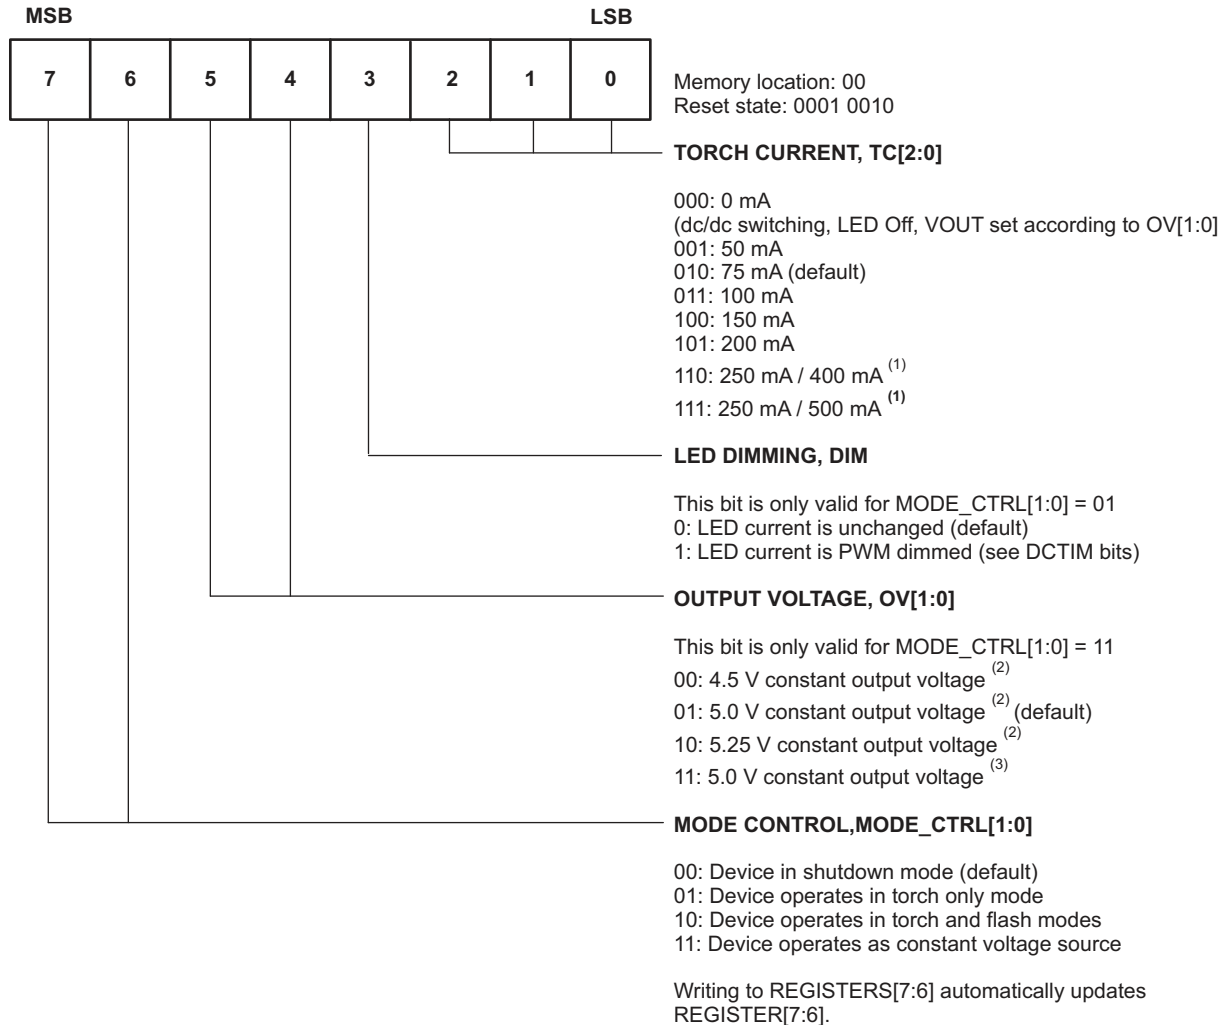 MSB LSB
7 6 5 4 3 2 1 0
Memory location: 00
Reset state: 0001 0010
TORCH CURRENT, TC[2:0]
000: 0 mA
(dc/dc switching, LED Off, VOUT set according to OV[1:0]
001: 50 mA
010: 75 mA (default)
011: 100 mA
100: 150 mA
101: 200 mA
110: 250 mA / 400 mA (1)
111: 250 mA / 500 mA (1)
LED DIMMING, DIM
This bit is only valid for MODE_CTRL[1:0] = 01
0: LED current is unchanged (default)
1: LED current is PWM dimmed (see DCTIM bits)
OUTPUT VOLTAGE, OV[1:0]
This bit is only valid for MODE_CTRL[1:0] = 11
00: 4.5 V constant output voltage (2)
01: 5.0 V constant output voltage (2) (default)
10: 5.25 V constant output voltage (2)
11: 5.0 V constant output voltage (3)
MODE CONTROL,MODE_CTRL[1:0]
00: Device in shutdown mode (default)
01: Device operates in torch only mode
10: Device operates in torch and flash modes
11: Device operates as constant voltage source
Writing to REGISTERS[7:6] automatically updates
REGISTER[7:6].